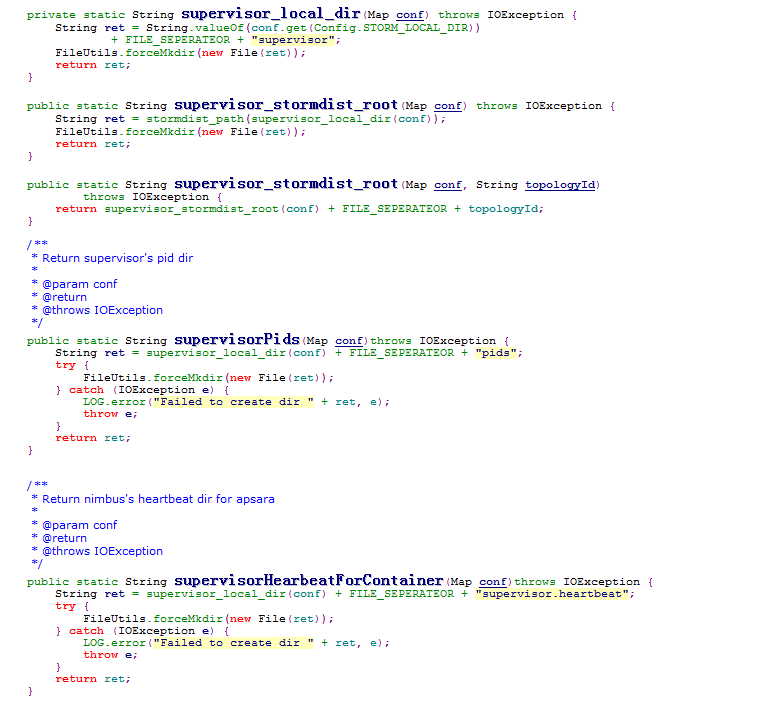 private static String supervisor_local_dir(Map conf) throws IOException {
    String ret = String.valueOf(conf.get(Config.STORM_LOCAL_DIR))
            + FILE_SEPERATEOR + "supervisor";
    FileUtils.forceMkdir(new File(ret));
    return ret;
}
public static String supervisor_stormdist_root(Map conf) throws IOException {
    String ret = stormdist_path(supervisor_local_dir(conf));
    FileUtils.forceMkdir(new File(ret));
    return ret;
}
public static String supervisor_stormdist_root(Map conf, String topologyId)
        throws IOException {
    return supervisor_stormdist_root(conf) + FILE_SEPERATEOR + topologyId;
}
/**
 * Return supervisor's pid dir
 *
 * @param conf
 * @return
 * @throws IOException
 */
public static String supervisorPids(Map conf)throws IOException {
    String ret = supervisor_local_dir(conf) + FILE_SEPERATEOR + "pids";
    try {
        FileUtils.forceMkdir(new File(ret));
    } catch (IOException e) {
        LOG.error("Failed to create dir " + ret, e);
        throw e;
    }
    return ret;
}
/**
 * Return nimbus's heartbeat dir for apsara
 *
 * @param conf
 * @return
 * @throws IOException
 */
public static String supervisorHearbeatForContainer(Map conf)throws IOException {
    String ret = supervisor_local_dir(conf) + FILE_SEPERATEOR + "supervisor.heartbeat";
    try {
        FileUtils.forceMkdir(new File(ret));
    } catch (IOException e) {
        LOG.error("Failed to create dir " + ret, e);
        throw e;
    }
    return ret;
}